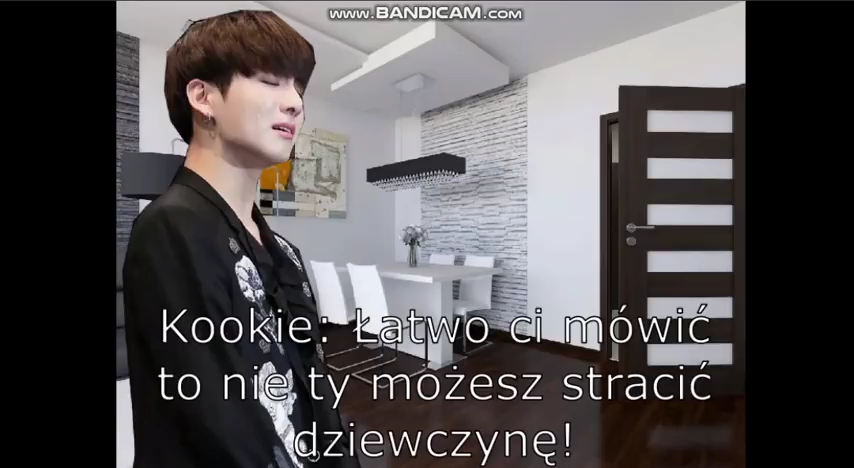 www.BANDICAM.com
Kookie: Łatwo ci mówić
to nie ty możesz stracić
dziewczynę!